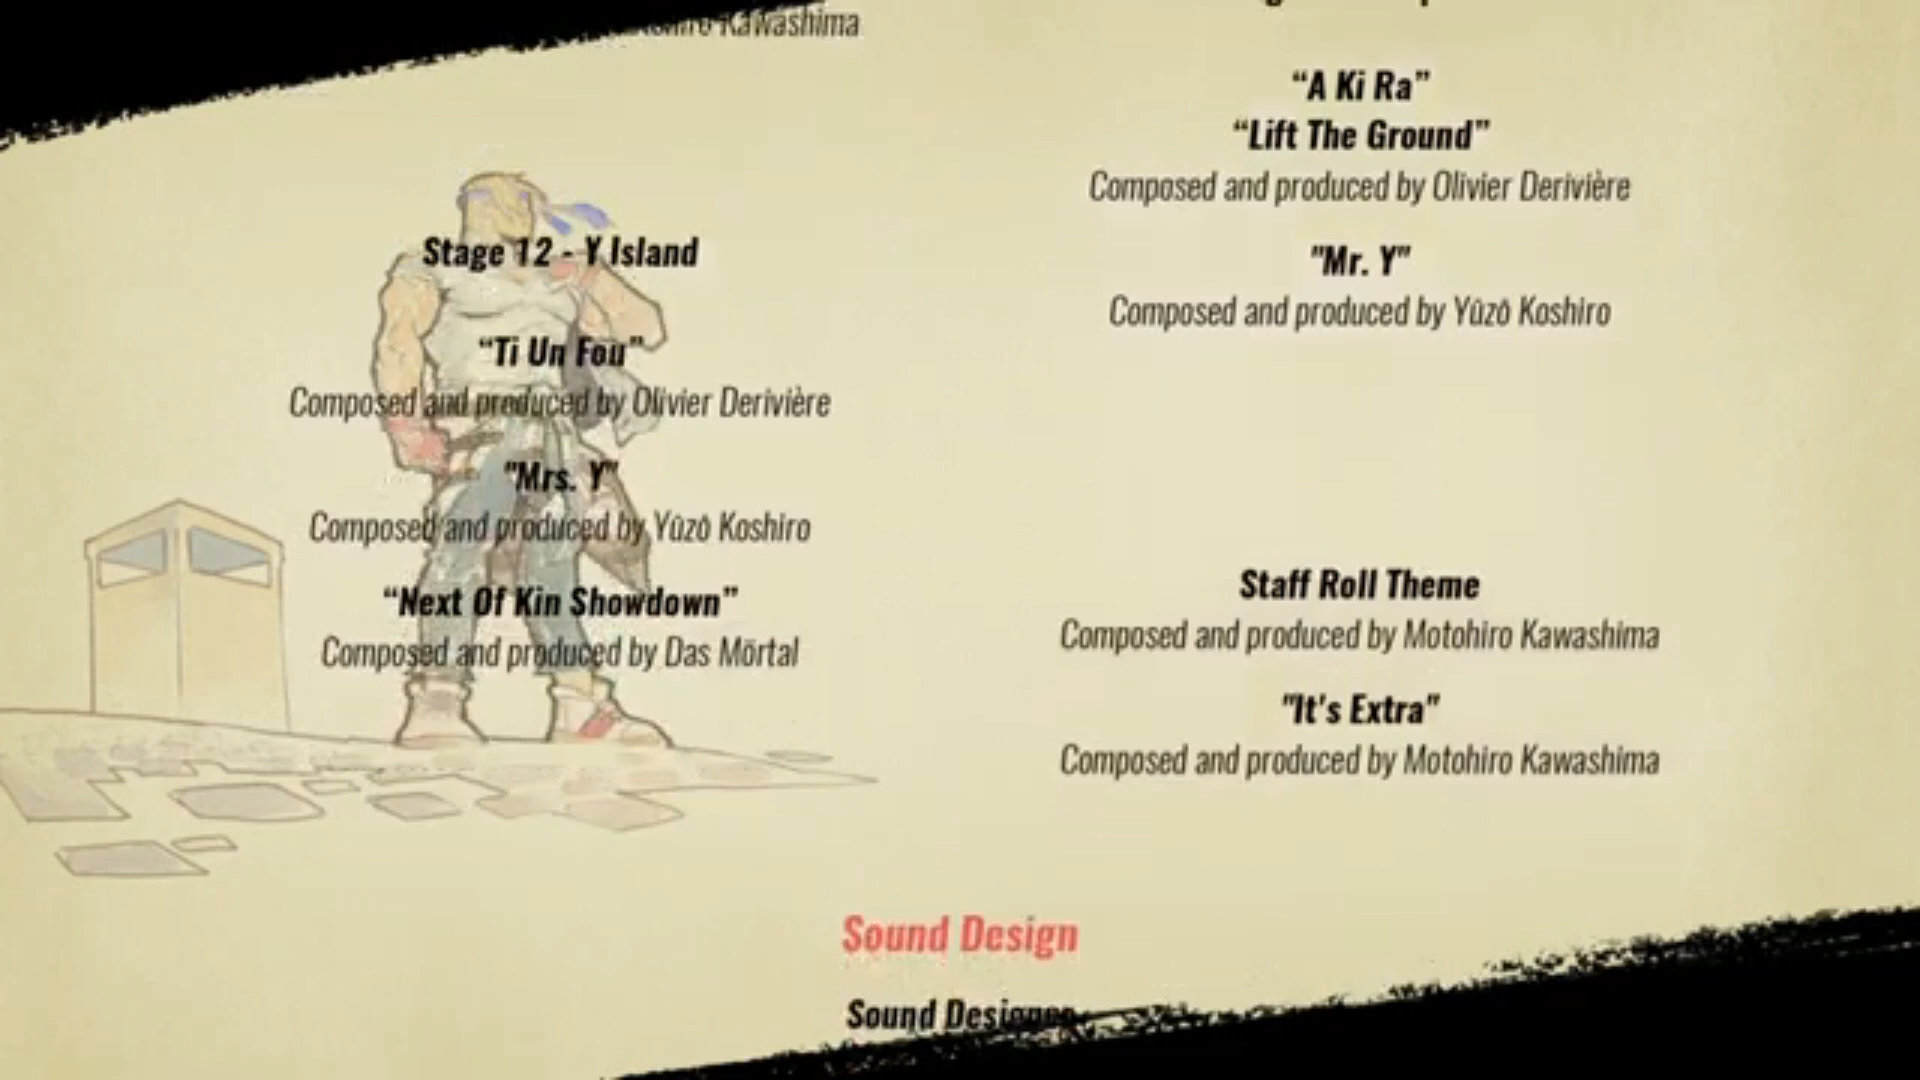 Kawashima
Stage 12 - Y Island
“Ti Un Fou”
Composed and produced by Olivier Derivière
"Mrs. Y"
Composed and produced by Yūzō Koshiro
“Next Of Kin Showdown”
Composed and produced by Das Mörtal
“A Ki Ra”
“Lift The Ground”
Composed and produced by Olivier Derivière
"Mr. Y"
Composed and produced by Yūzō Koshiro
Staff Roll Theme
Composed and produced by Motohiro Kawashima
"It's Extra"
Composed and produced by Motohiro Kawashima
Sound Design
Sound Designer